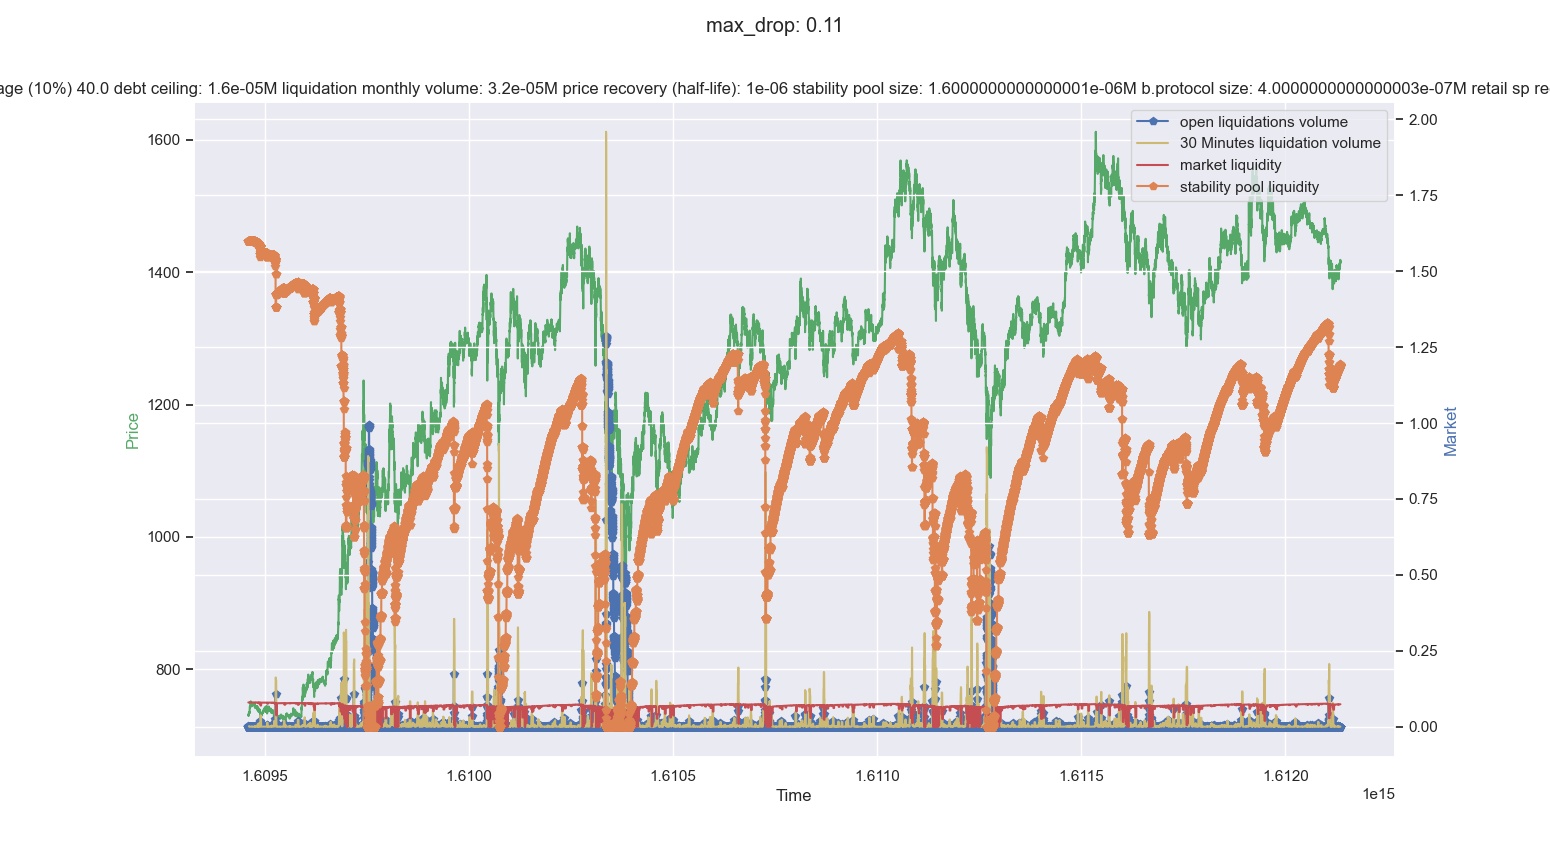 max_drop: 0.11
age (10%) 40.0 debt ceiling: 1.6e-05M liquidation monthly volume: 3.2e-05M price recovery (half-life): 1e-06 stability pool size: 1.6000000000000001e-06M b.protocol size: 4.0000000000000003e-07M retail sp re
open liquidations volume
30 Minutes liquidation volume
market liquidity
stability pool liquidity
1600
1400
1200
1000
800
Price
2.00
1.75
1.50
1.25
1.00
0.75
0.50
0.25
0.00
Market
1.6095
1.6100
1.6105
1.6110
1.6115
1.6120
1e15
Time